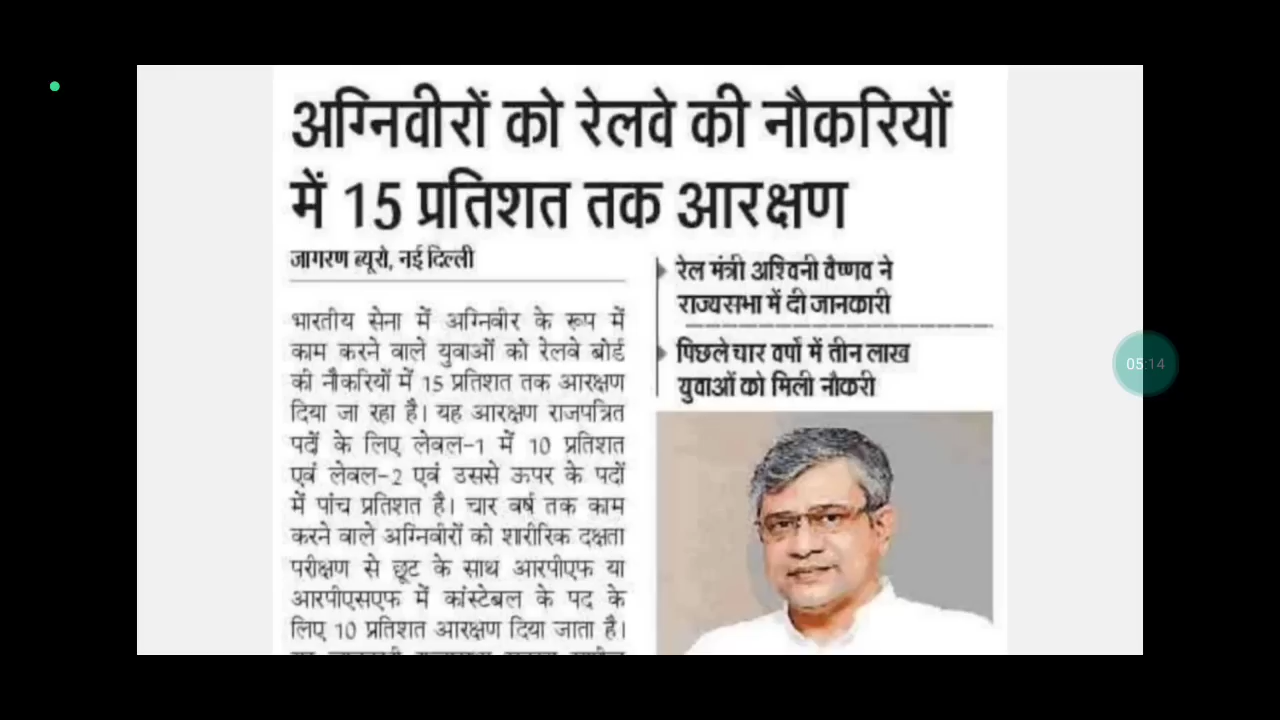 अग्निवीरों को रेलवे की नौकरियों
में 15 प्रतिशत तक आरक्षण
जागरण ब्यूरो, नई दिल्ली
भारतीय सेना में अग्निवीर के रूप में
काम करने वाले युवाओं को रेलवे बोर्ड
की नौकरियों में 15 प्रतिशत तक आरक्षण
दिया जा रहा है। यह आरक्षण राजपत्रित
पदों के लिए लेवल-1 में 10 प्रतिशत
एवं लेवल-2 एवं उससे ऊपर के पदों
में पांच प्रतिशत है। चार वर्ष तक काम
करने वाले अग्निवीरों को शारीरिक दक्षता
परीक्षण से छूट के साथ आरपीएफ या
आरपीएसएफ में कांस्टेबल के पद के
लिए 10 प्रतिशत आरक्षण दिया जाता है।
रेल मंत्री अश्विनी वैष्णव ने
राज्यसभा में दी जानकारी
पिछले चार वर्षों में तीन लाख
युवाओं को मिली नौकरी
05:14